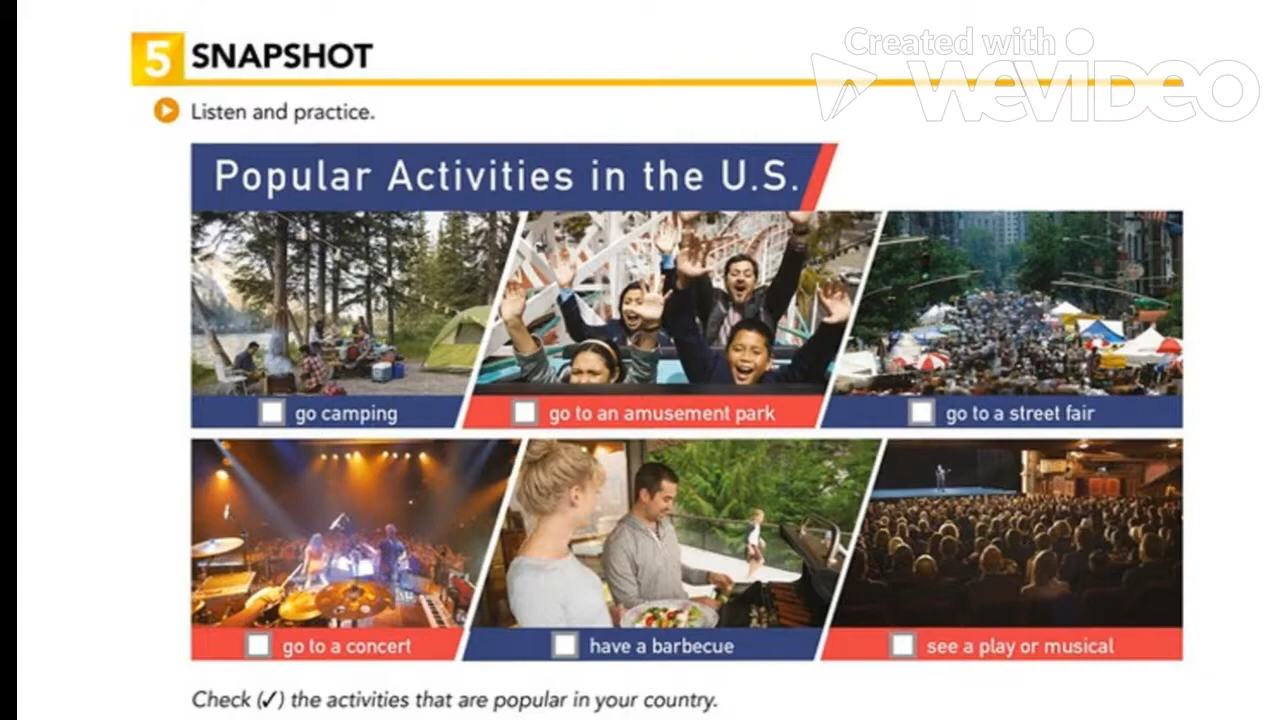 5 SNAPSHOT
Created with
WEVIDEO
Listen and practice.
Popular Activities in the U.S.
go camping
go to an amusement park
go to a street fair
go to a concert
have a barbecue
see a play or musical
Check (✓) the activities that are popular in your country.